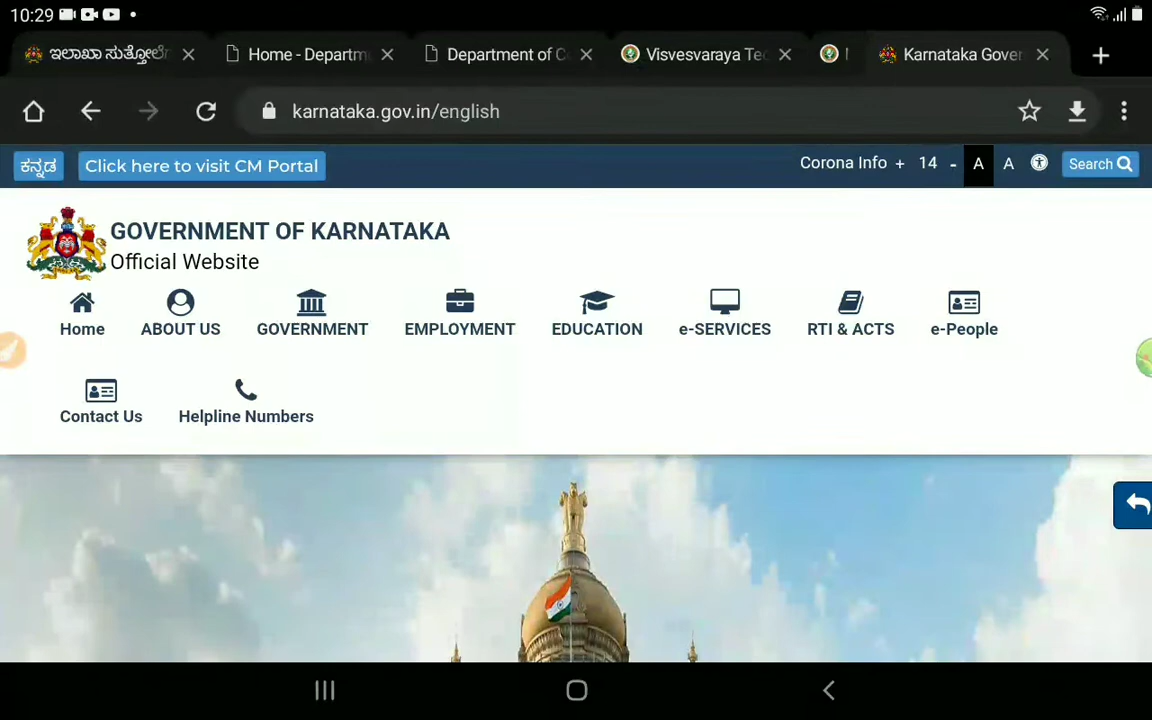 10:29
ಇಲಾಖಾ ಸುತ್ತೋಲೆ
Home - Departm
Department of C
Visvesvaraya Tec
Karnataka Gover
karnataka.gov.in/english
ಕನ್ನಡ
Click here to visit CM Portal
Corona Info + 14 - A A
Search
GOVERNMENT OF KARNATAKA
Official Website
Home ABOUT US GOVERNMENT EMPLOYMENT EDUCATION e-SERVICES RTI & ACTS e-People
Contact Us Helpline Numbers